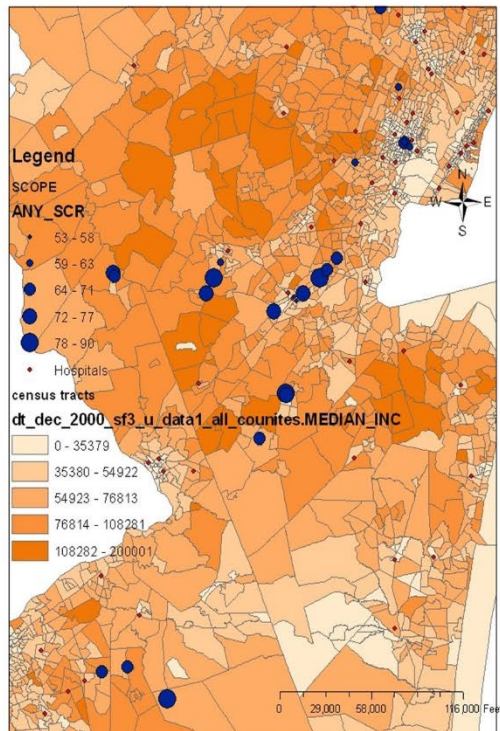 N
W
E
S
Legend
SCOPE
ANY_SCR
53 - 58
59 - 63
64 - 71
72 - 77
78 - 90
Hospitals
census tracts
dt_dec_2000_sf3_u_data1_all_counites.MEDIAN_INC
0 - 35379
35380 - 54922
54923 - 76813
76814 - 108281
108282 - 200001
0 29,000 58,000 116,000 Fee